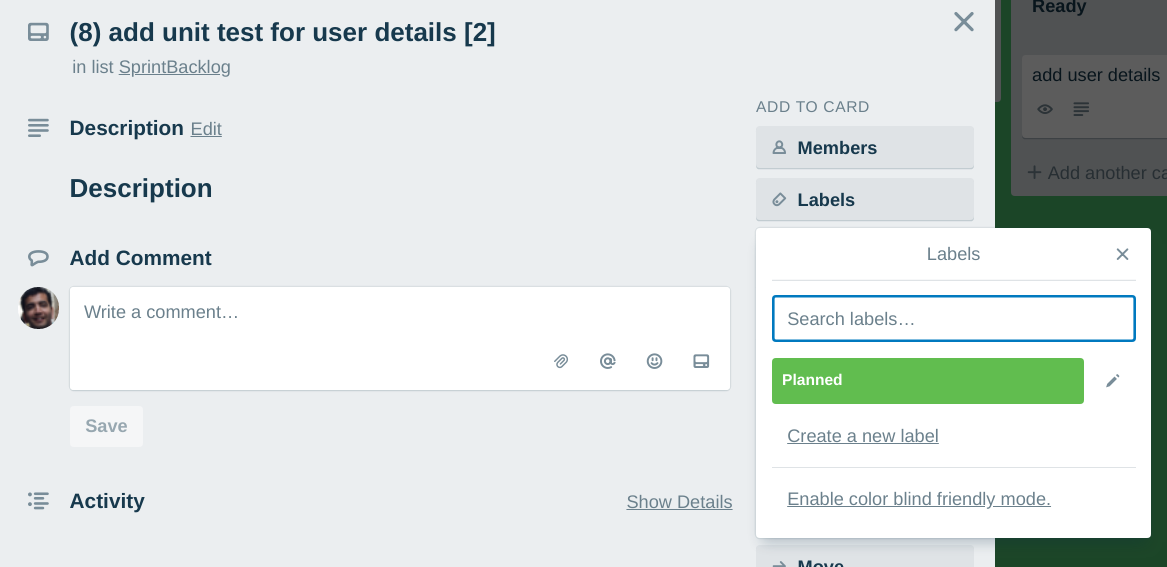 (8) add unit test for user details [2]
in list SprintBacklog
Description Edit
Description
Add Comment
Write a comment…
Save
Activity
Show Details
ADD TO CARD
Members
Labels
Labels
Search labels…
Planned
Create a new label
Enable color blind friendly mode.
Move
Ready
add user details
Add another ca